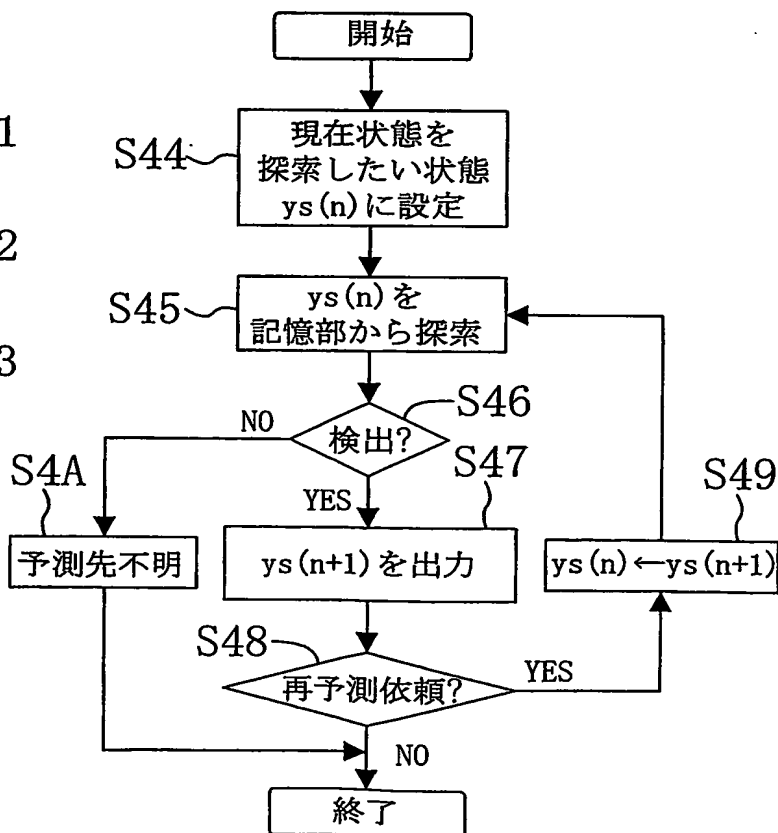 開始
1
S44
現在状態を
探索したい状態
ys(n)に設定
2
S45
ys(n)を
記憶部から探索
3
S46
NO
検出?
S4A
YES
S47
S49
予測先不明
ys(n+1)を出力
ys(n)←ys(n+1)
S48
再予測依頼?
YES
NO
終了